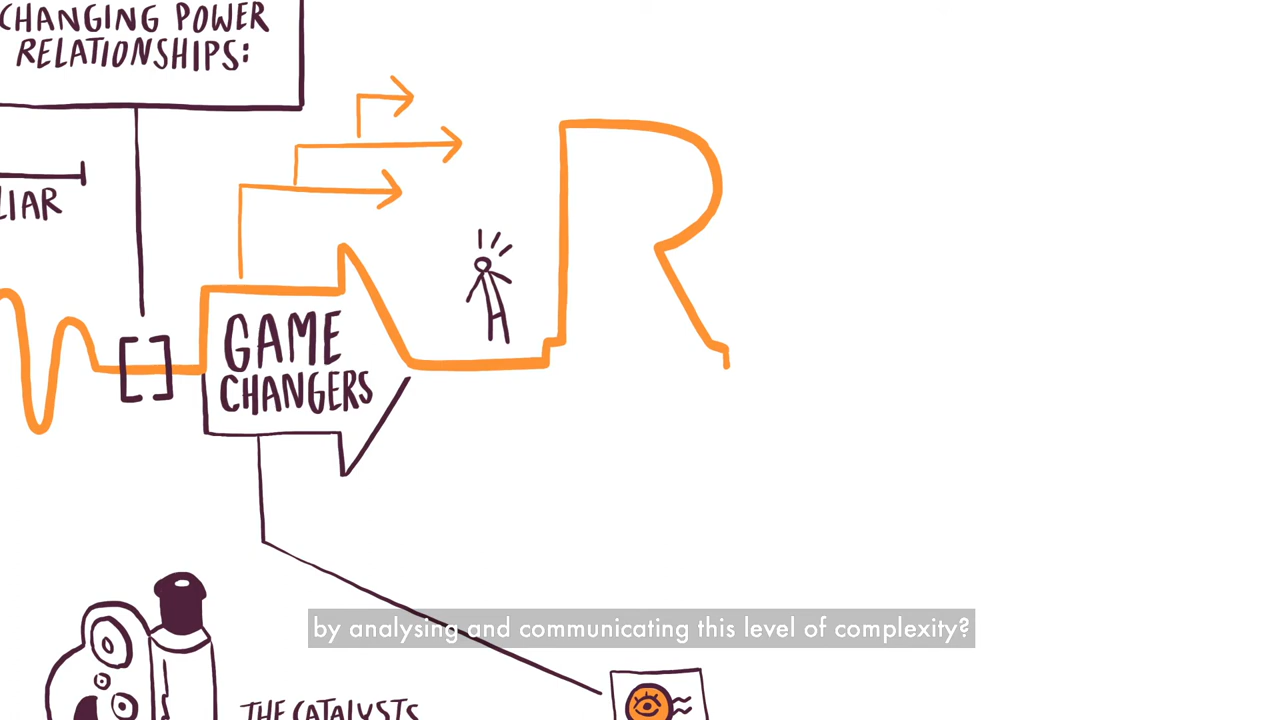 CHANGING POWER
RELATIONSHIPS:
LIAR
R
GAME
CHANGERS
by analysing and communicating this level of complexity?
THE CATALYSTS